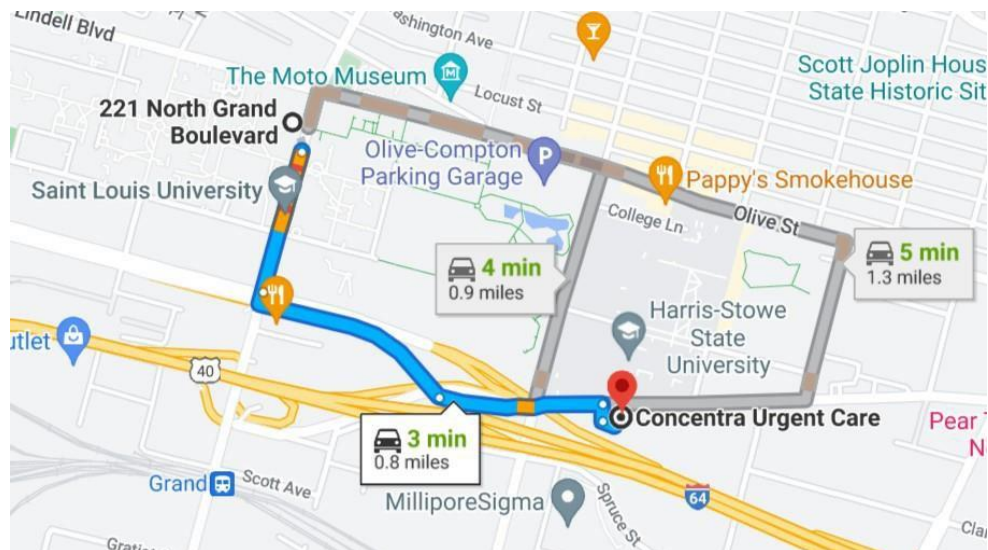 Lindell Blvd
Washington Ave
The Moto Museum
Locust St
Scott Joplin Hous
State Historic Sit
221 North Grand
Boulevard
Olive-Compton
Parking Garage
P
Saint Louis University
Pappy's Smokehouse
College Ln
Olive St
4 min
0.9 miles
5 min
1.3 miles
Harris-Stowe
State
University
utlet
40
Concentra Urgent Care
Pear T
N
3 min
0.8 miles
Grand
Scott Ave
MilliporeSigma
Spruce St
64
Clar
Gratio